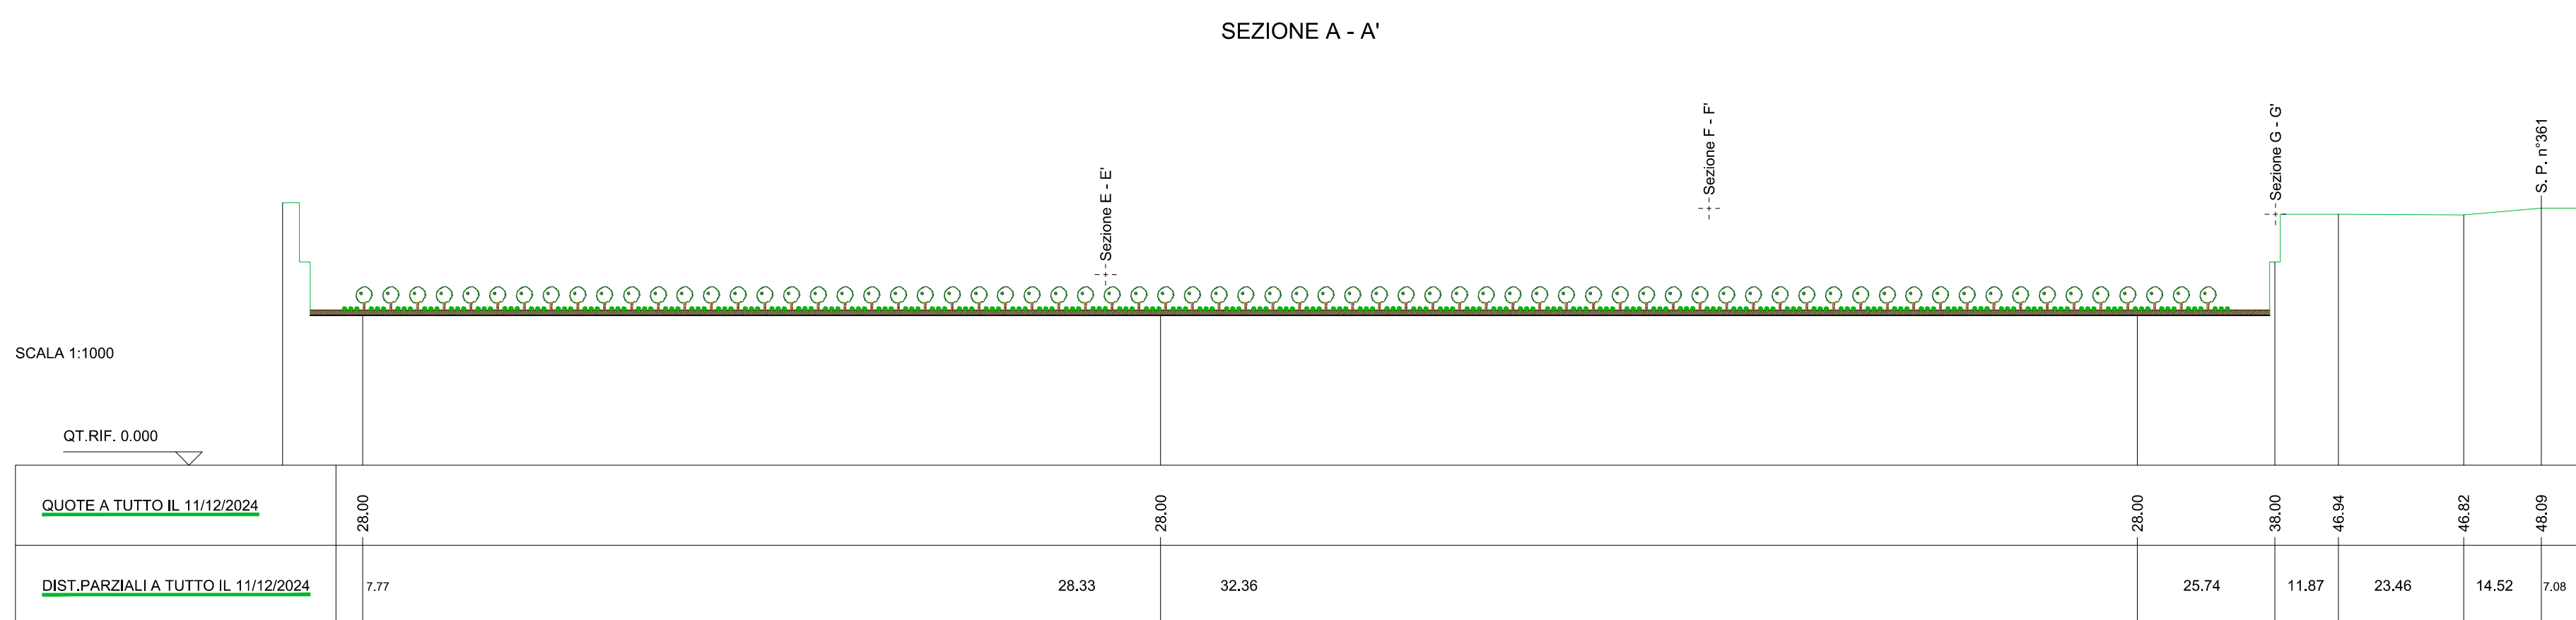 SEZIONE A - A'
Sezione E - E'
Sezione F - F'
Sezione G - G'
S. P. n°361
SCALA 1:1000
QT.RIF. 0.000
QUOTE A TUTTO IL 11/12/2024
28.00
28.00
28.00
38.00
46.94
46.82
48.09
DIST.PARZIALI A TUTTO IL 11/12/2024
7.77
28.33
32.36
25.74
11.87
23.46
14.52
7.08